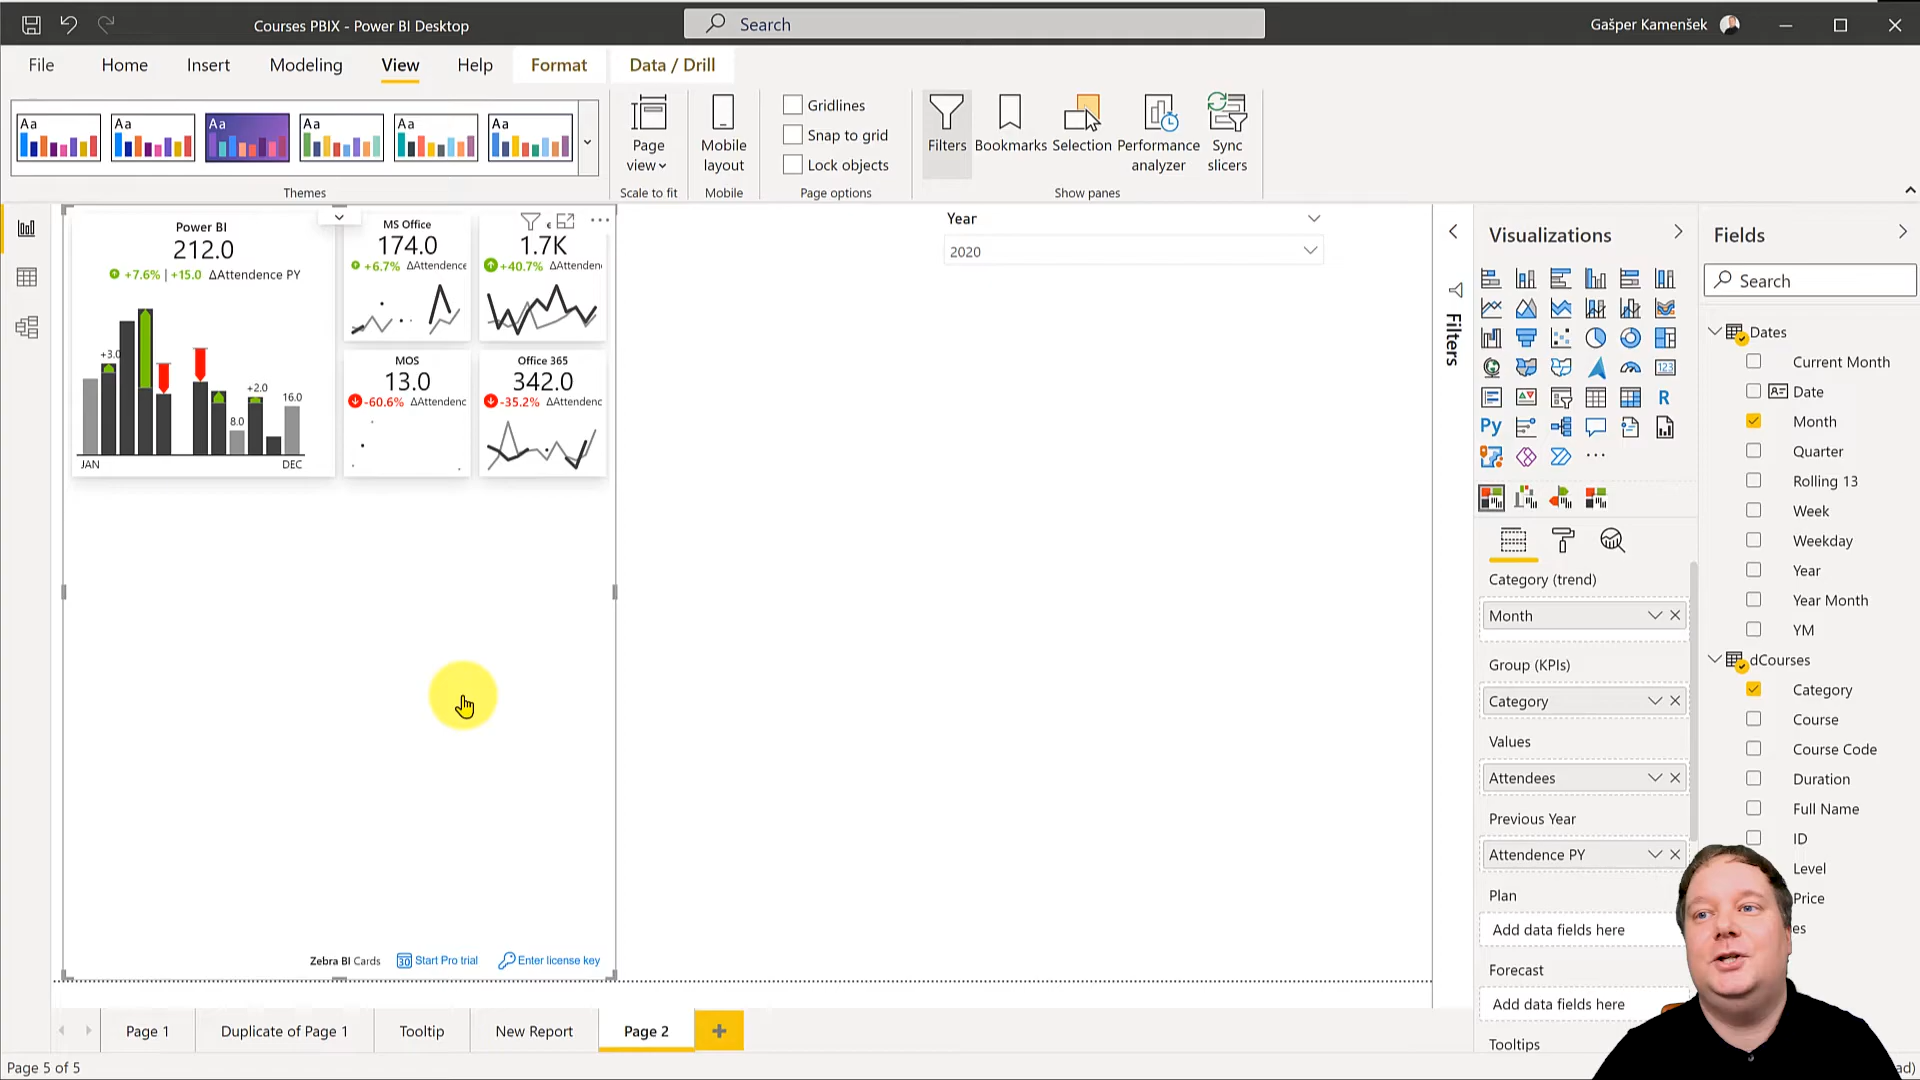 Courses PBIX - Power BI Desktop
Search
Gašper Kamenšek
File
Home
Insert
Modeling
View
Help
Format
Data / Drill
Aa
Aa
Aa
Aa
Aa
Aa
Themes
Page
view
Scale to fit
Mobile
layout
Mobile
Gridlines
Snap to grid
Lock objects
Page options
Filters
Bookmarks
Selection
Performance
analyzer
Sync
slicers
Show panes
Power BI
212.0
+7.6% | +15.0 ΔAttendence PY
+3.0
+2.0
8.0
16.0
JAN
DEC
MS Office
174.0
+6.7% ΔAttendence
1.7K
+40.7% ΔAttenden
MOS
13.0
-60.6% ΔAttendenc
Office 365
342.0
-35.2% ΔAttendenc
Zebra BI Cards
30
Start Pro trial
Enter license key
Year
2020
Filters
Visualizations
123
R
Py
Category (trend)
Month
Group (KPIs)
Category
Values
Attendees
Previous Year
Attendence PY
Plan
Add data fields here
Forecast
Add data fields here
Tooltips
Fields
Search
Dates
Current Month
Date
Month
Quarter
Rolling 13
Week
Weekday
Year
Year Month
YM
dCourses
Category
Course
Course Code
Duration
Full Name
ID
Level
Price
es
Page 1
Duplicate of Page 1
Tooltip
New Report
Page 2
+
Page 5 of 5
ad)